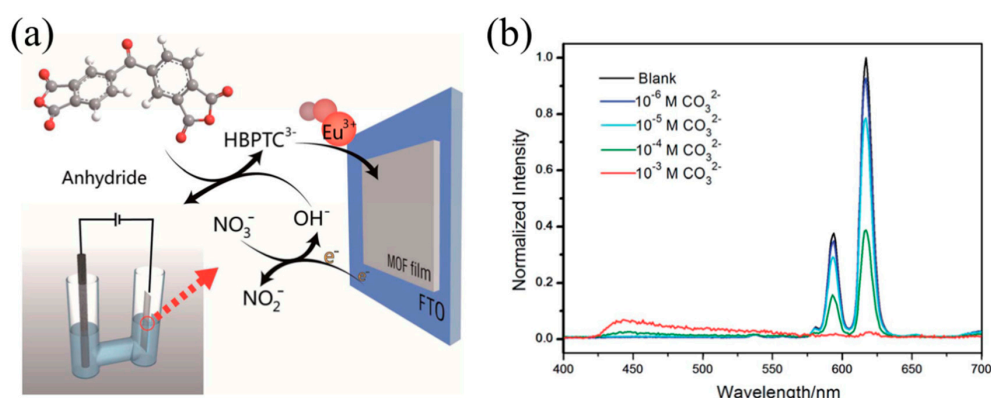 (a)
Anhydride
HBPTC³⁻
Eu³⁺
NO₃⁻
OH⁻
e⁻
NO₂⁻
e⁻
MOF film
FTO
(b)
Normalized Intensity
1.0
0.8
0.6
0.4
0.2
0.0
Blank
10⁻⁶ M CO₃²⁻
10⁻⁵ M CO₃²⁻
10⁻⁴ M CO₃²⁻
10⁻³ M CO₃²⁻
400 450 500 550 600 650 700
Wavelength/nm